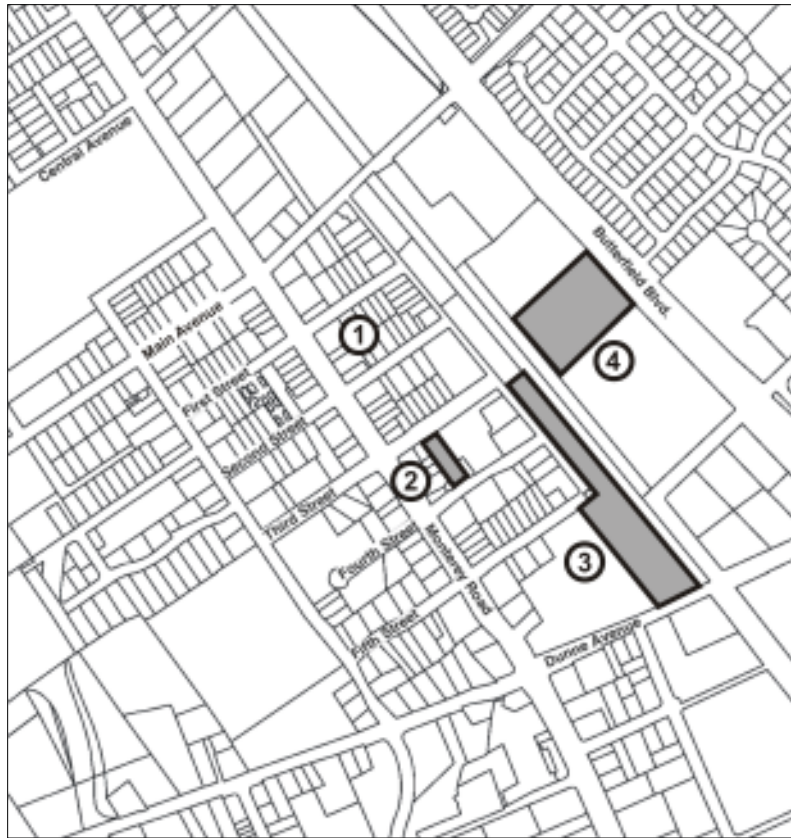 Central Avenue
Butterfield Blvd.
Main Avenue
1
4
First Street
Second Street
2
Third Street
Fourth Street
Monterey Road
3
Fifth Street
Dunne Avenue